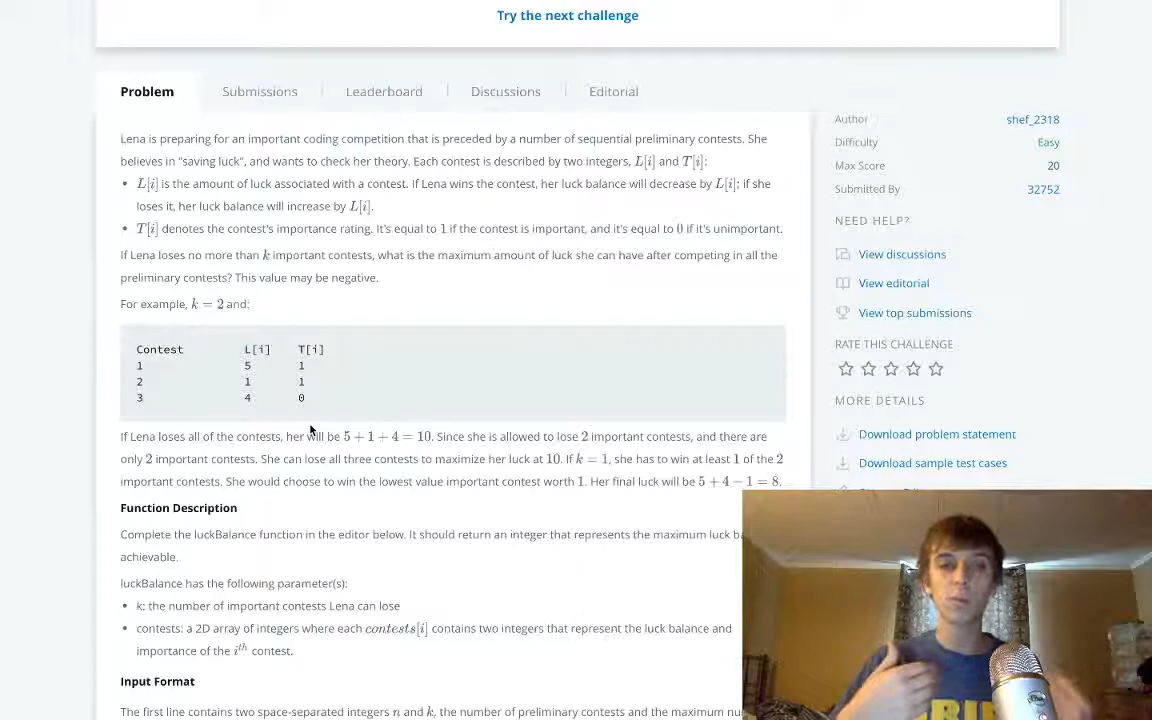 Try the next challenge
Problem
Submissions
Leaderboard
Discussions
Editorial
Lena is preparing for an important coding competition that is preceded by a number of sequential preliminary contests. She
believes in "saving luck", and wants to check her theory. Each contest is described by two integers, L[i] and T[i]:
• L[i] is the amount of luck associated with a contest. If Lena wins the contest, her luck balance will decrease by L[i]; if she
loses it, her luck balance will increase by L[i].
• T[i] denotes the contest's importance rating. It's equal to 1 if the contest is important, and it's equal to 0 if it's unimportant.
If Lena loses no more than k important contests, what is the maximum amount of luck she can have after competing in all the
preliminary contests? This value may be negative.
For example, k = 2 and:
Contest L[i] T[i]
1 5 1
2 1 1
3 4 0
If Lena loses all of the contests, her will be 5 + 1 + 4 = 10. Since she is allowed to lose 2 important contests, and there are
only 2 important contests. She can lose all three contests to maximize her luck at 10. If k = 1, she has to win at least 1 of the 2
important contests. She would choose to win the lowest value important contest worth 1. Her final luck will be 5 + 4 − 1 = 8.
Function Description
Complete the luckBalance function in the editor below. It should return an integer that represents the maximum luck
achievable.
luckBalance has the following parameter(s):
• k: the number of important contests Lena can lose
• contests: a 2D array of integers where each contests[i] contains two integers that represent the luck balance and
importance of the ith contest.
Input Format
The first line contains two space-separated integers n and k, the number of preliminary contests and the maximum
Author shef_2318
Difficulty Easy
Max Score 20
Submitted By 32752
NEED HELP?
View discussions
View editorial
View top submissions
RATE THIS CHALLENGE
MORE DETAILS
Download problem statement
Download sample test cases